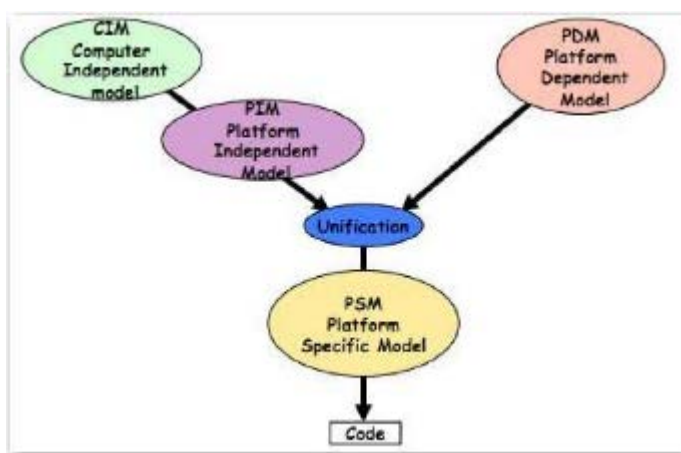 CIM
Computer
Independent
model
PDM
Platform
Dependent
Model
PIM
Platform
Independent
Model
Unification
PSM
Platform
Specific Model
Code